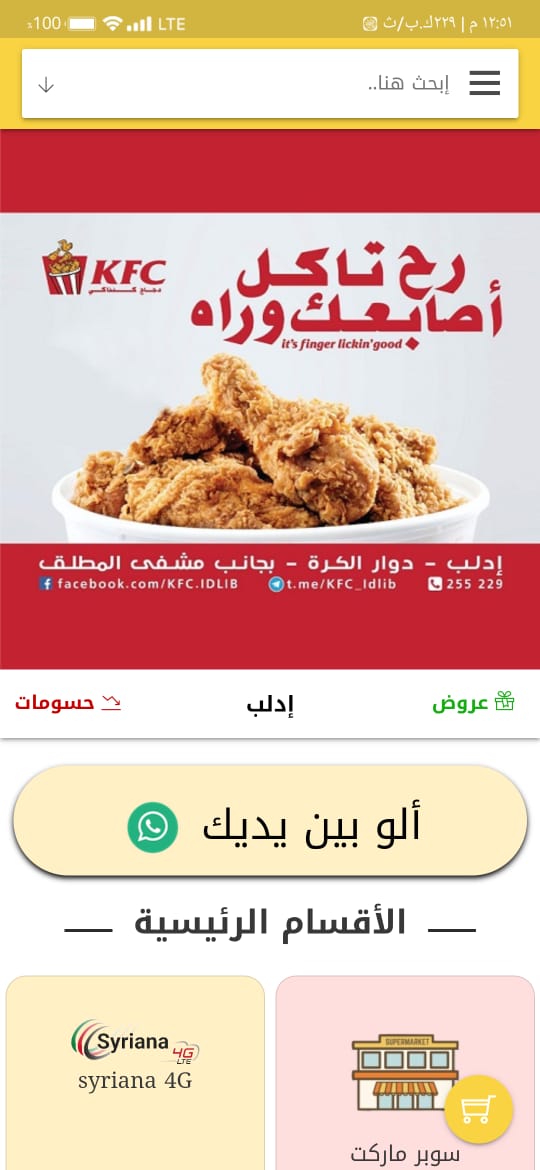 ١٢:٥١ م | ٢٢٩ك.ب/ث
LTE
100%
إبحث هنا..
KFC
دجاج كنتاكي
رح تاكل
أصابعك وراه
it's finger lickin' good
إدلب – دوار الكرة – بجانب مشفى المطلق
facebook.com/KFC.IDLIB t.me/KFC_Idlib 255 229
عروض
إدلب
حسومات
ألو بين يديك
الأقسام الرئيسية
SUPERMARKET
سوبر ماركت
Syriana
4G
LTE
syriana 4G